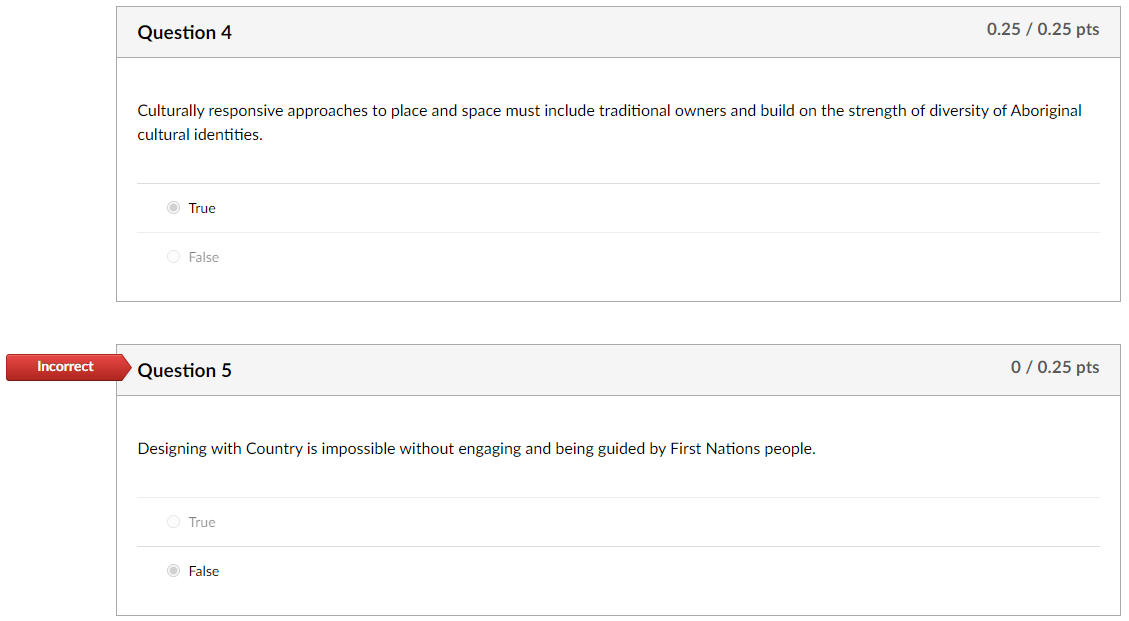 Question 4
0.25 / 0.25 pts
Culturally responsive approaches to place and space must include traditional owners and build on the strength of diversity of Aboriginal
cultural identities.
True
False
Incorrect
Question 5
0 / 0.25 pts
Designing with Country is impossible without engaging and being guided by First Nations people.
True
False